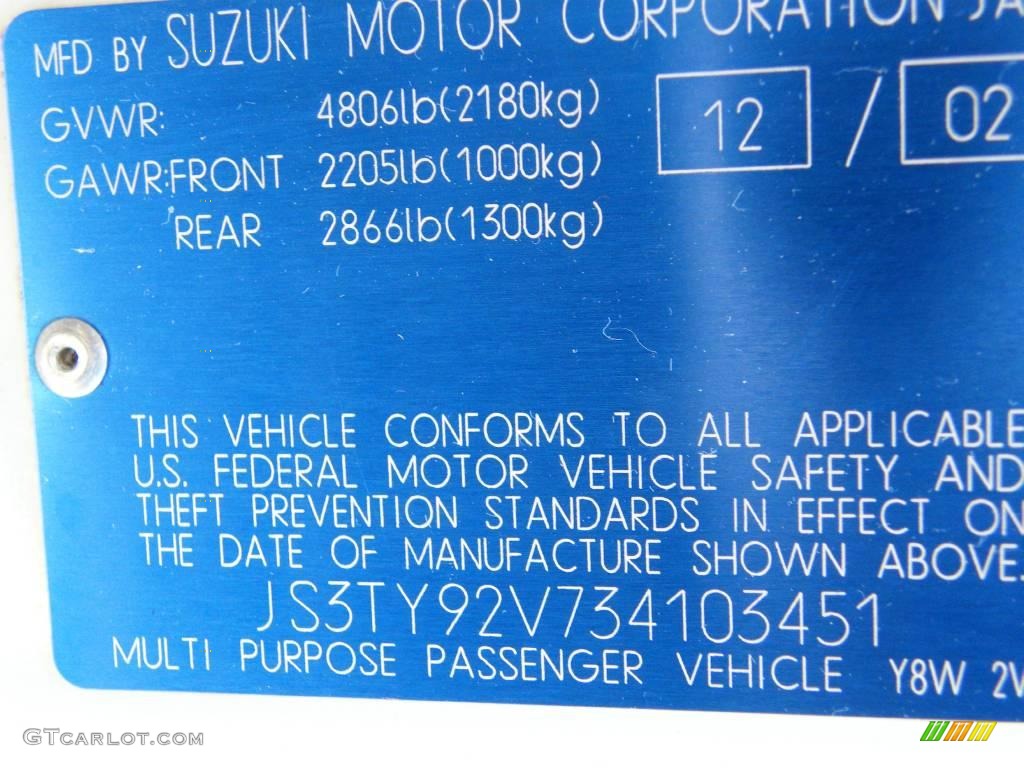 MFD BY SUZUKI MOTOR CORPORATION JA
GVWR: 4806lb(2180kg) 12 / 02
GAWR:FRONT 2205lb(1000kg)
REAR 2866lb(1300kg)
THIS VEHICLE CONFORMS TO ALL APPLICABLE
U.S. FEDERAL MOTOR VEHICLE SAFETY AND
THEFT PREVENTION STANDARDS IN EFFECT ON
THE DATE OF MANUFACTURE SHOWN ABOVE.
JS3TY92V734103451
MULTI PURPOSE PASSENGER VEHICLE Y8W 2W
GTcarlot.com